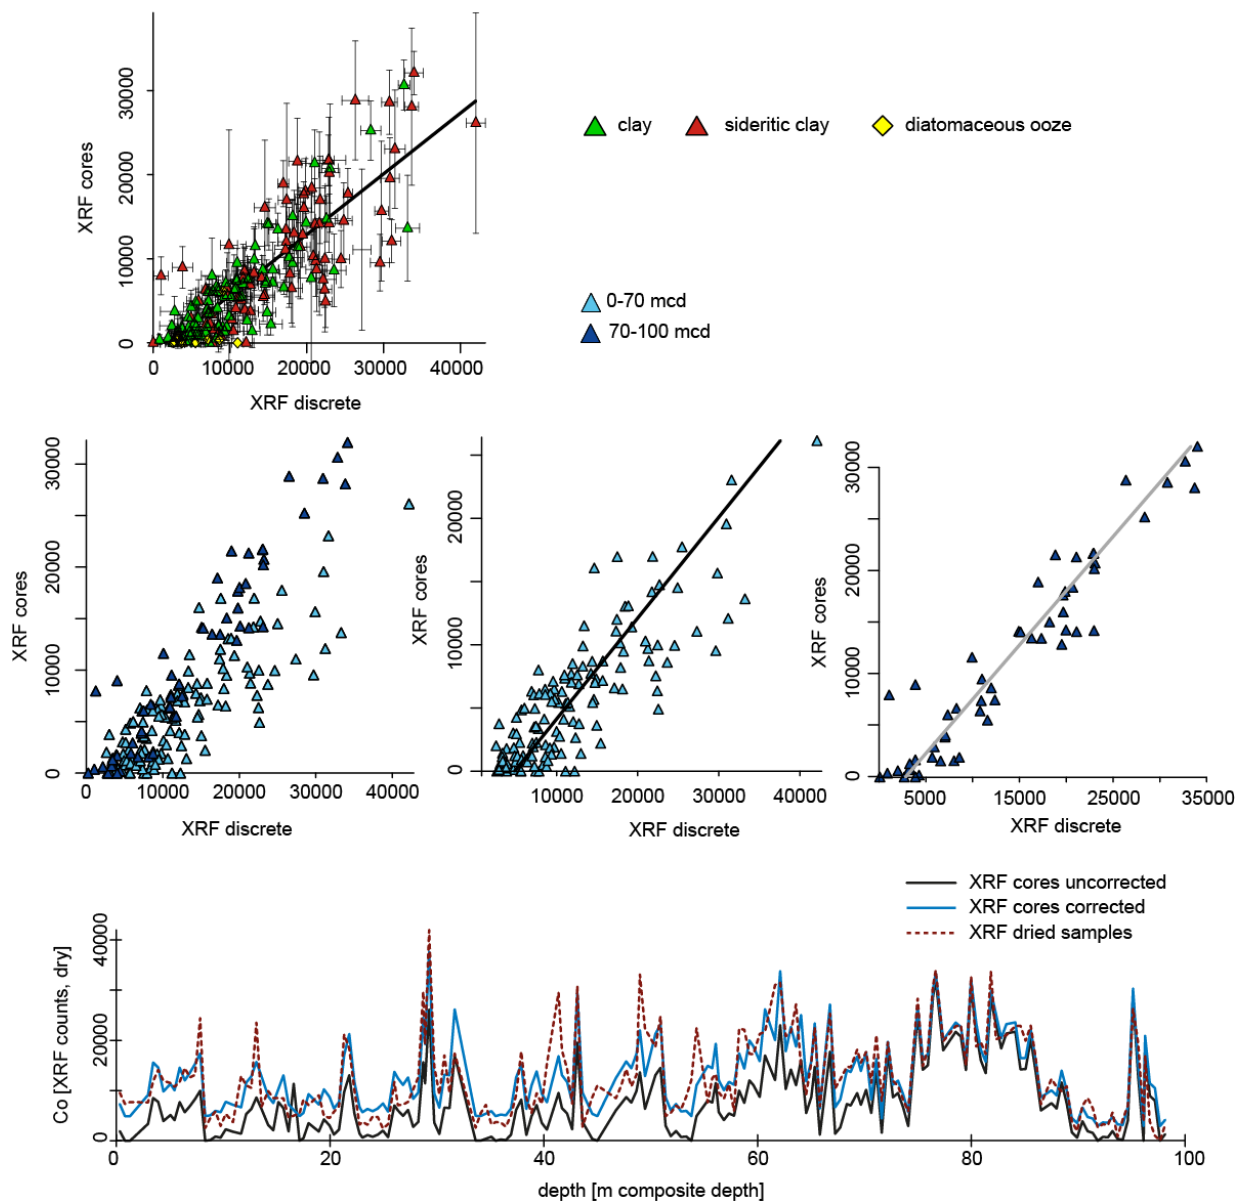 XRF cores
30000
20000
10000
0
0
10000
20000
30000
40000
XRF discrete
clay
sideritic clay
diatomaceous ooze
0-70 mcd
70-100 mcd
XRF cores
30000
20000
10000
0
0
10000
20000
30000
40000
XRF discrete
XRF cores
20000
10000
0
10000
20000
30000
40000
XRF discrete
XRF cores
30000
20000
10000
0
5000
15000
25000
35000
XRF discrete
XRF cores uncorrected
XRF cores corrected
XRF dried samples
Co [XRF counts, dry]
40000
20000
0
0
20
40
60
80
100
depth [m composite depth]